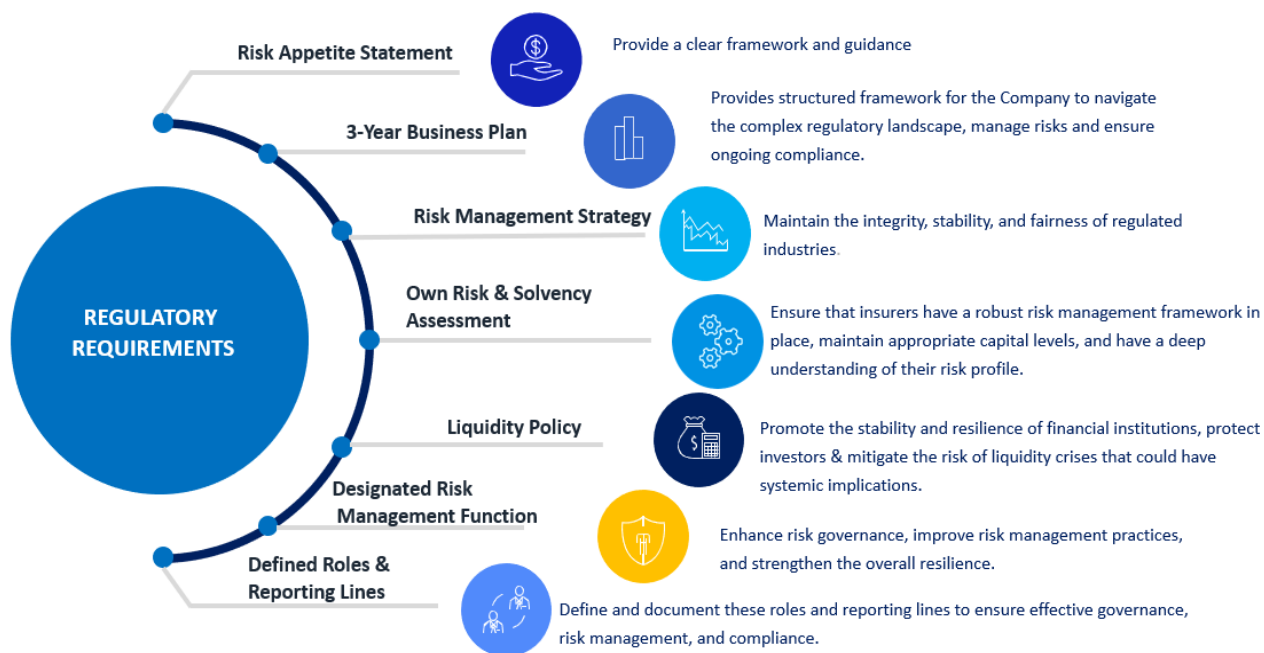 Risk Appetite Statement
Provide a clear framework and guidance
3-Year Business Plan
Provides structured framework for the Company to navigate
the complex regulatory landscape, manage risks and ensure
ongoing compliance.
Risk Management Strategy
Maintain the integrity, stability, and fairness of regulated
industries.
REGULATORY
REQUIREMENTS
Own Risk & Solvency
Assessment
Ensure that insurers have a robust risk management framework in
place, maintain appropriate capital levels, and have a deep
understanding of their risk profile.
Liquidity Policy
Promote the stability and resilience of financial institutions, protect
investors & mitigate the risk of liquidity crises that could have
systemic implications.
Designated Risk
Management Function
Enhance risk governance, improve risk management practices,
and strengthen the overall resilience.
Defined Roles &
Reporting Lines
Define and document these roles and reporting lines to ensure effective governance,
risk management, and compliance.